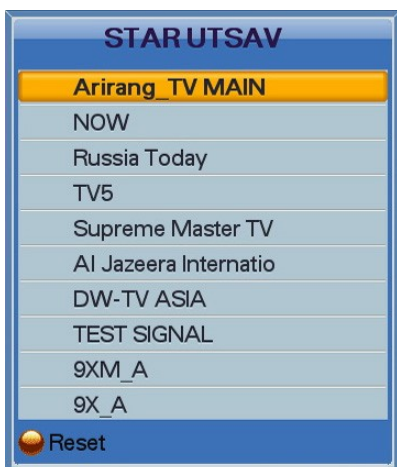 STAR UTSAV
Arirang_TV MAIN
NOW
Russia Today
TV5
Supreme Master TV
Al Jazeera Internatio
DW-TV ASIA
TEST SIGNAL
9XM_A
9X_A
Reset